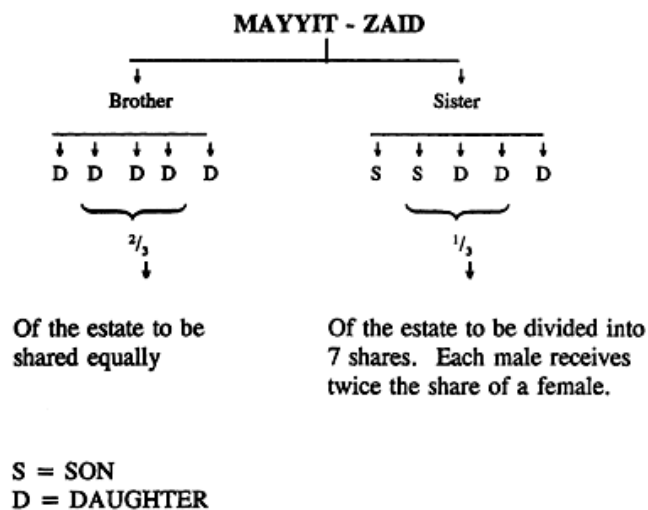 MAYYIT - ZAID
Brother Sister
D D D D D S S D D D
2/3 1/3
Of the estate to be
shared equally
Of the estate to be divided into
7 shares. Each male receives
twice the share of a female.
S = SON
D = DAUGHTER